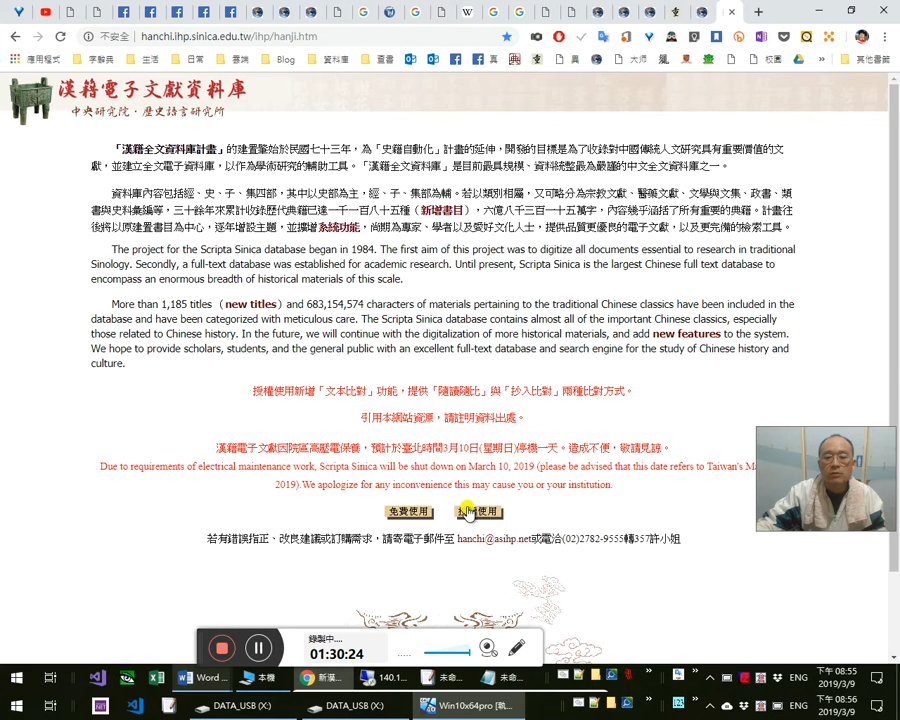 不安全 hanchi.ihp.sinica.edu.tw/ihp/hanji.htm
應用程式 字辭典 生活 日常 雲端 Blog 資料庫 查書 真 異 大师 校園 其他書籤
漢籍電子文獻資料庫
中央研究院・歷史語言研究所
「漢籍全文資料庫計畫」的建置肇始於民國七十三年，為「史籍自動化」計畫的延伸，開發的目標是為了收錄對中國傳統人文研究具有重要價值的文
獻，並建立全文電子資料庫，以作為學術研究的輔助工具。「漢籍全文資料庫」是目前最具規模、資料統整最為嚴謹的中文全文資料庫之一。
資料庫內容包括經、史、子、集四部，其中以史部為主，經、子、集部為輔。若以類別相屬，又可略分為宗教文獻、醫藥文獻、文學與文集、政書、類
書與史料彙編等，三十餘年來累計收錄歷代典籍已達一千一百八十五種（新增書目），六億八千三百一十五萬字，內容幾乎涵括了所有重要的典籍。計畫往
後將以原建置書目為中心，逐年增設主題，並擴增系統功能，尚期為專家、學者以及愛好文化人士，提供品質更優良的電子文獻，以及更完備的檢索工具。
The project for the Scripta Sinica database began in 1984. The first aim of this project was to digitize all documents essential to research in traditional
Sinology. Secondly, a full-text database was established for academic research. Until present, Scripta Sinica is the largest Chinese full text database to
encompass an enormous breadth of historical materials of this scale.
More than 1,185 titles (new titles) and 683,154,574 characters of materials pertaining to the traditional Chinese classics have been included in the
database and have been categorized with meticulous care. The Scripta Sinica database contains almost all of the important Chinese classics, especially
those related to Chinese history. In the future, we will continue with the digitalization of more historical materials, and add new features to the system.
We hope to provide scholars, students, and the general public with an excellent full-text database and search engine for the study of Chinese history and
culture.
授權使用新增「文本比對」功能，提供「隨讀隨比」與「抄入比對」兩種比對方式。
引用本網站資源，請註明資料出處。
漢籍電子文獻因院區高壓電保養，預計於臺北時間3月10日(星期日)停機一天。造成不便，敬請見諒。
Due to requirements of electrical maintenance work, Scripta Sinica will be shut down on March 10, 2019 (please be advised that this date refers to Taiwan's Ma
2019).We apologize for any inconvenience this may cause you or your institution.
免費使用 使用
若有錯誤指正、改良建議或訂購需求，請寄電子郵件至 hanchi@asihp.net或電洽(02)2782-9555轉357許小姐
錄製中....
01:30:24
Word ... 本機 新漢... 140.1... 未命... 未命... ENG 下午 08:55
2019/3/9
DATA_USB (X:) DATA_USB (X:) Win10x64pro [執... ENG 下午 08:56
2019/3/9